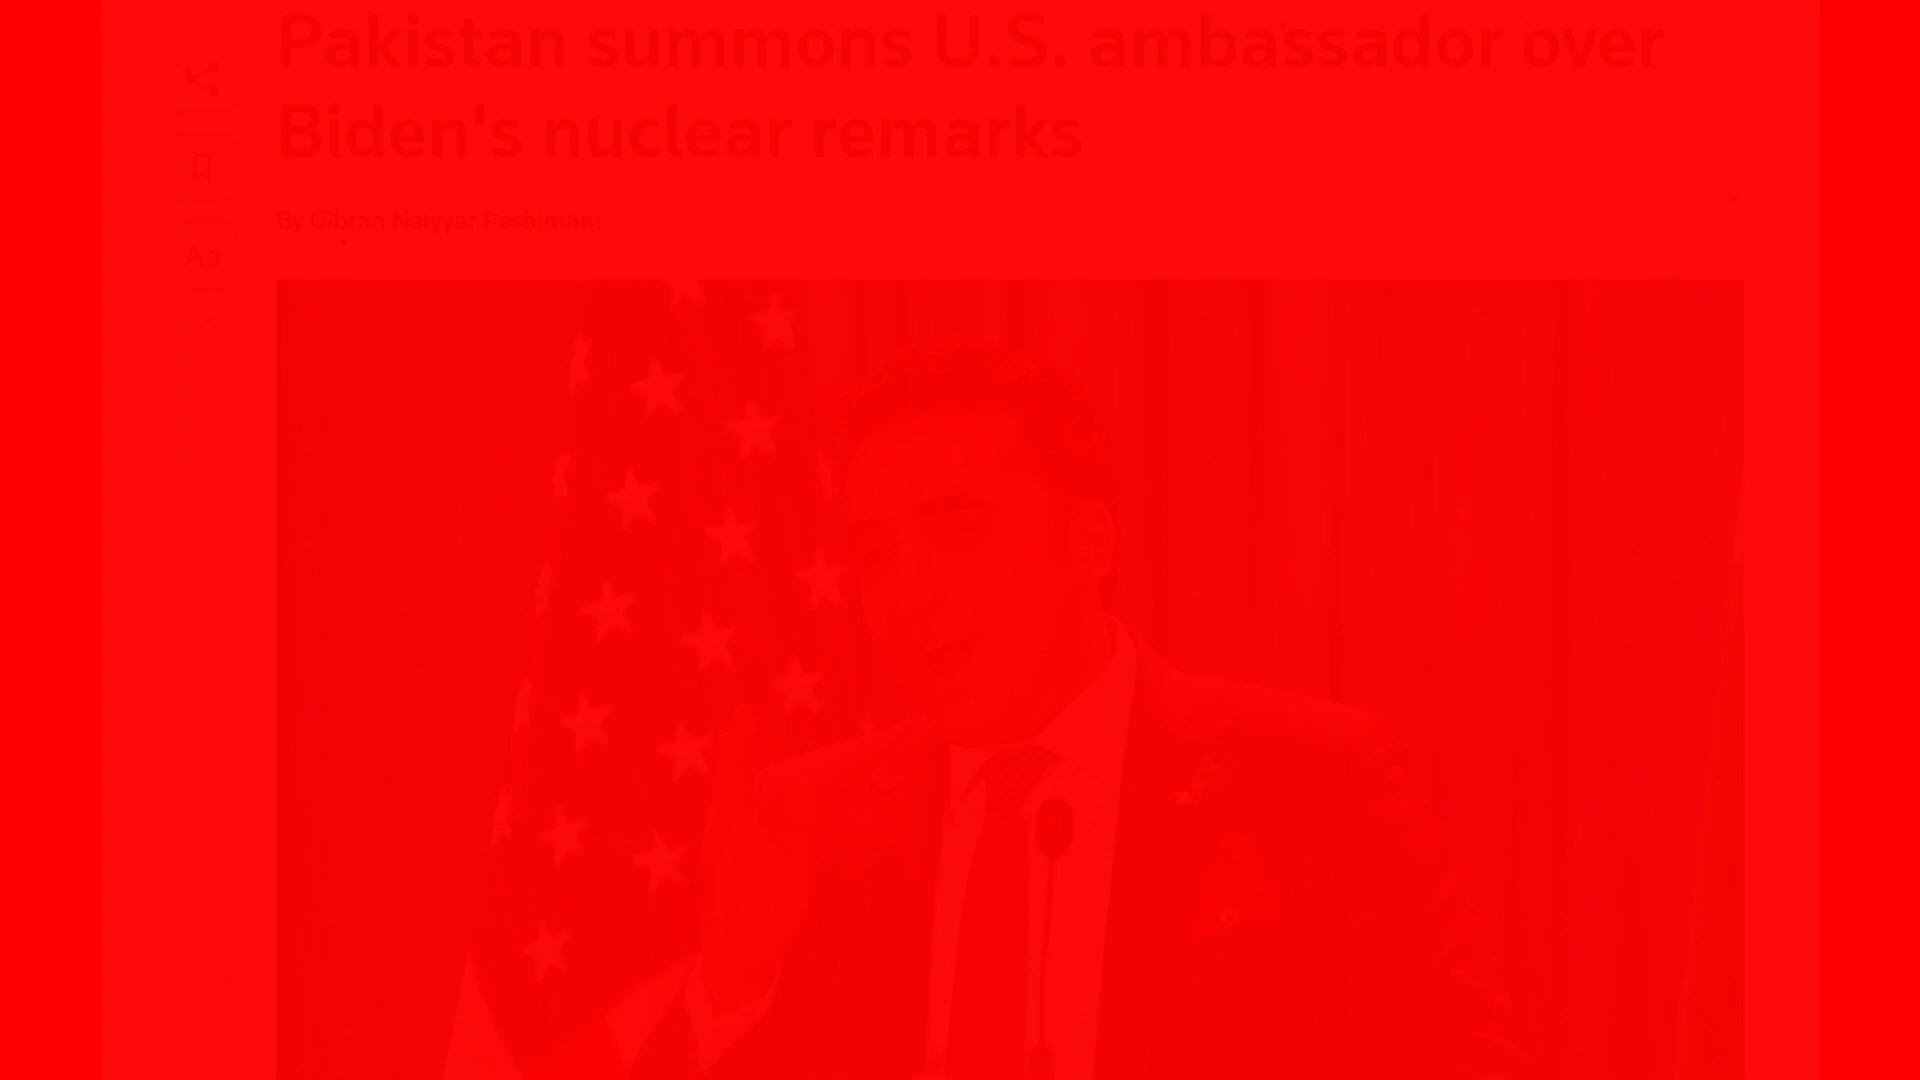 Pakistan summons U.S. ambassador over
Biden's nuclear remarks
By Gibran Naiyyar Peshimam
Aa